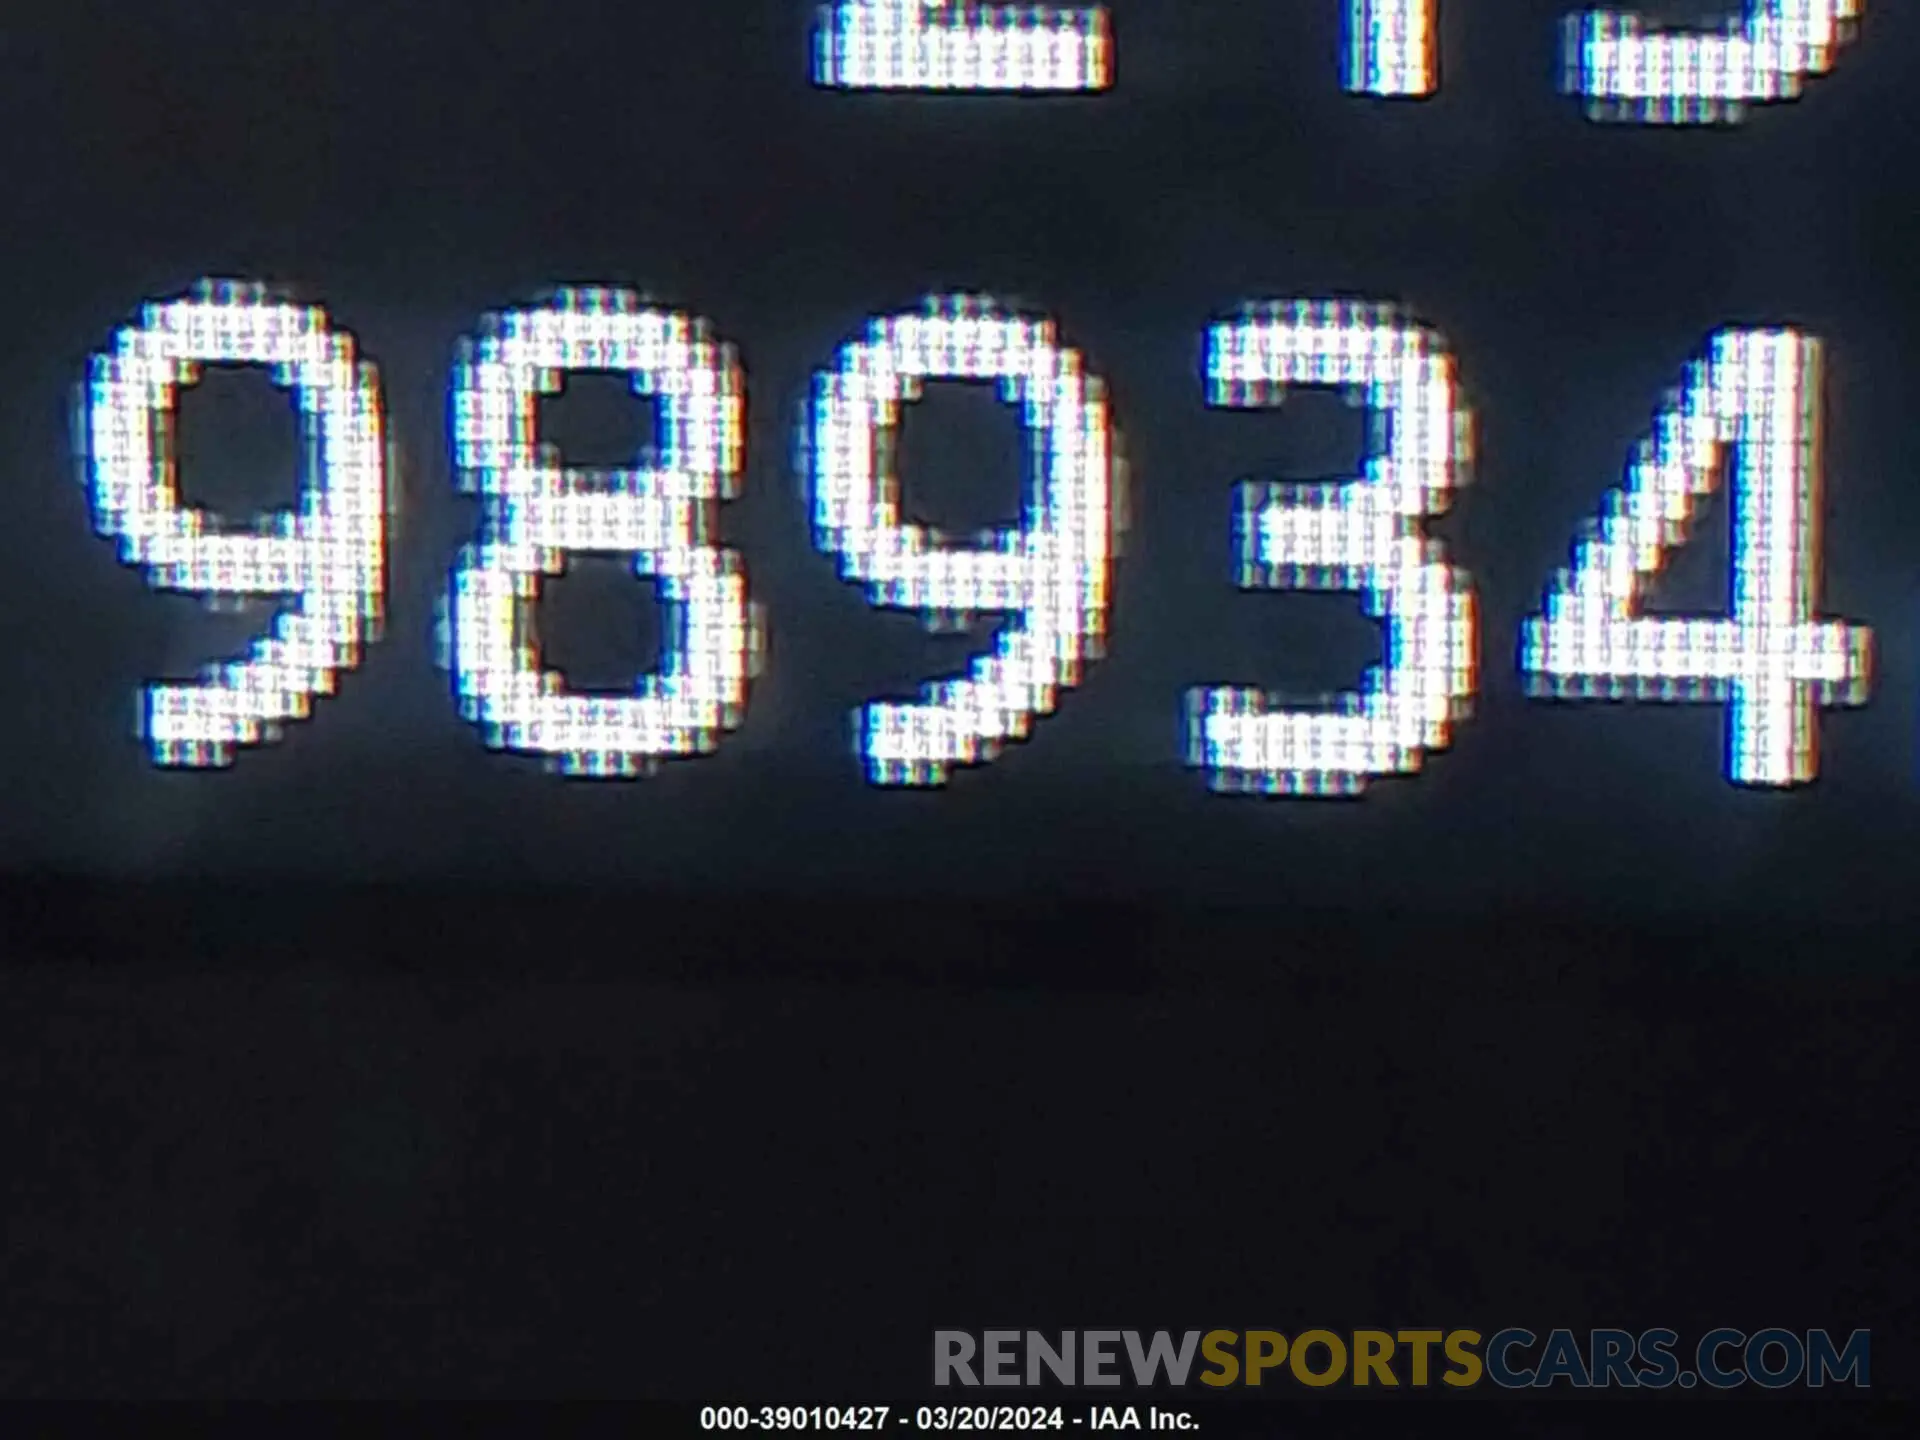 98934
RENEWSPORTSCARS.COM
000-39010427 - 03/20/2024 - IAA Inc.